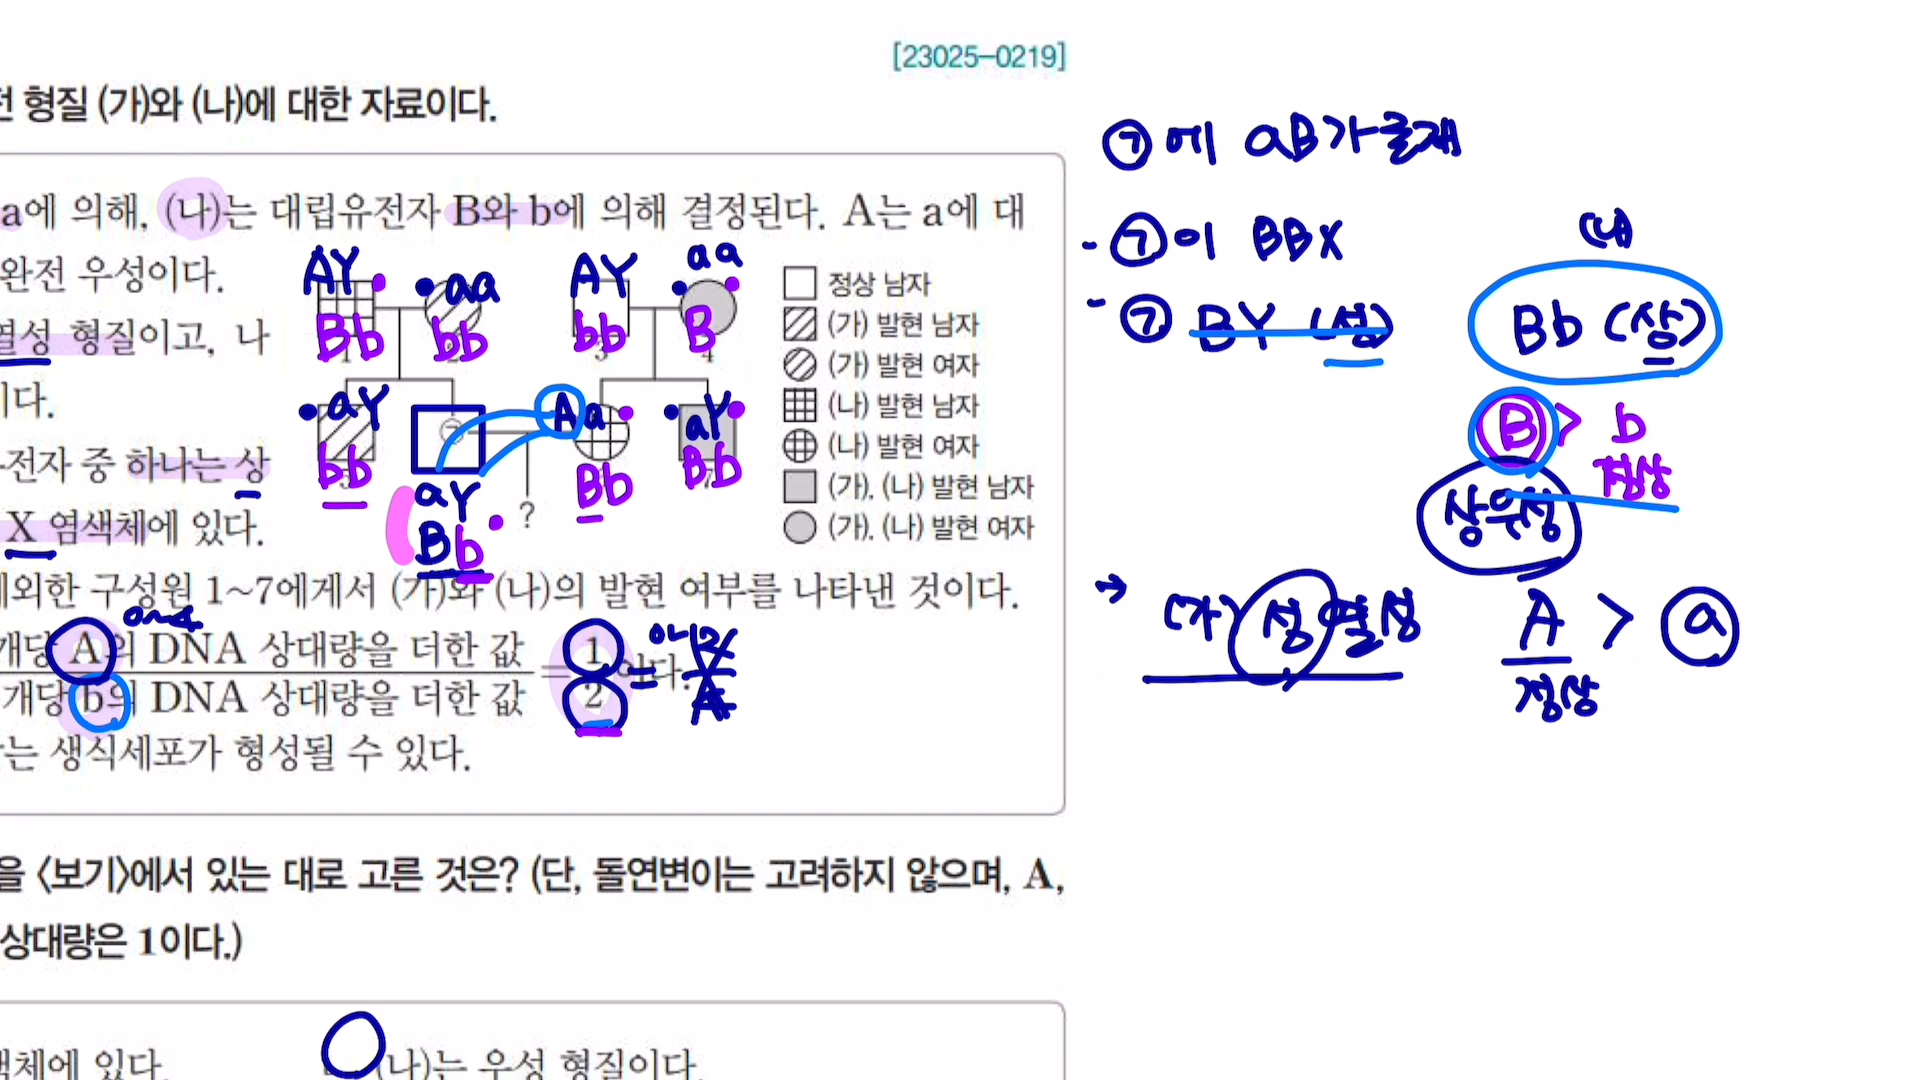 [23025-0219]
전 형질 (가)와 (나)에 대한 자료이다.
㉠에 aB가 존재
a에 의해, (나)는 대립유전자 B와 b에 의해 결정된다. A는 a에 대
- ㉠이 BBX
(나)
완전 우성이다.
AY aa AY aa
Bb bb bb B
1 2 3 4
정상 남자
(가) 발현 남자
(가) 발현 여자
(나) 발현 남자
(나) 발현 여자
(가), (나) 발현 남자
(가), (나) 발현 여자
- ㉠ BY (성)
Bb (상)
열성 형질이고, 나
이다.
aY ㉠ Aa aY
bb aY Bb Bb
Bb ?
B > b
정상
상우성
전자 중 하나는 상
X 염색체에 있다.
제외한 구성원 1~7에게서 (가)와 (나)의 발현 여부를 나타낸 것이다.
→ (가) 성열성
A > a
정상
개당 A의 DNA 상대량을 더한 값
개당 b의 DNA 상대량을 더한 값
= 1/2 이다.
는 생식세포가 형성될 수 있다.
을 〈보기〉에서 있는 대로 고른 것은? (단, 돌연변이는 고려하지 않으며, A,
상대량은 1이다.)
색체에 있다.
(나)는 우성 형질이다.